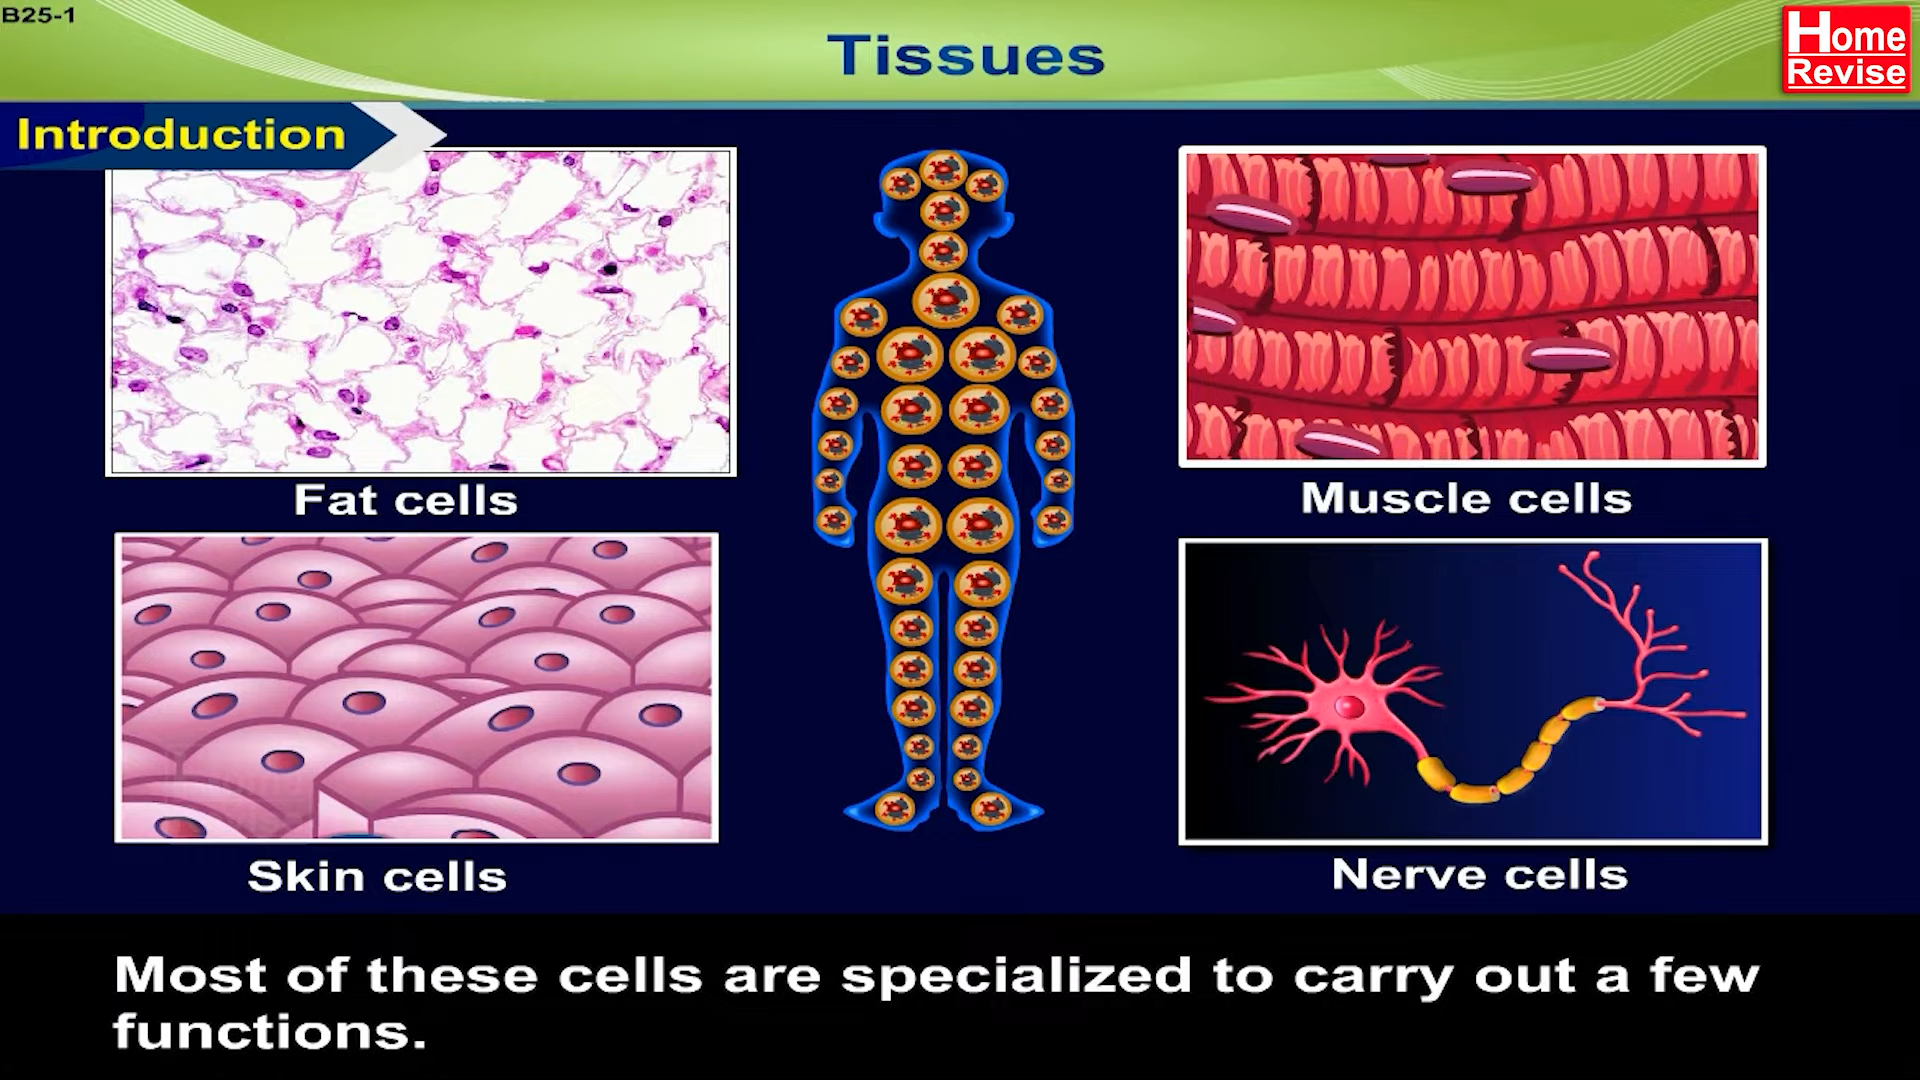 B25-1
Tissues
Home
Revise
Introduction
Fat cells
Muscle cells
Skin cells
Nerve cells
Most of these cells are specialized to carry out a few
functions.